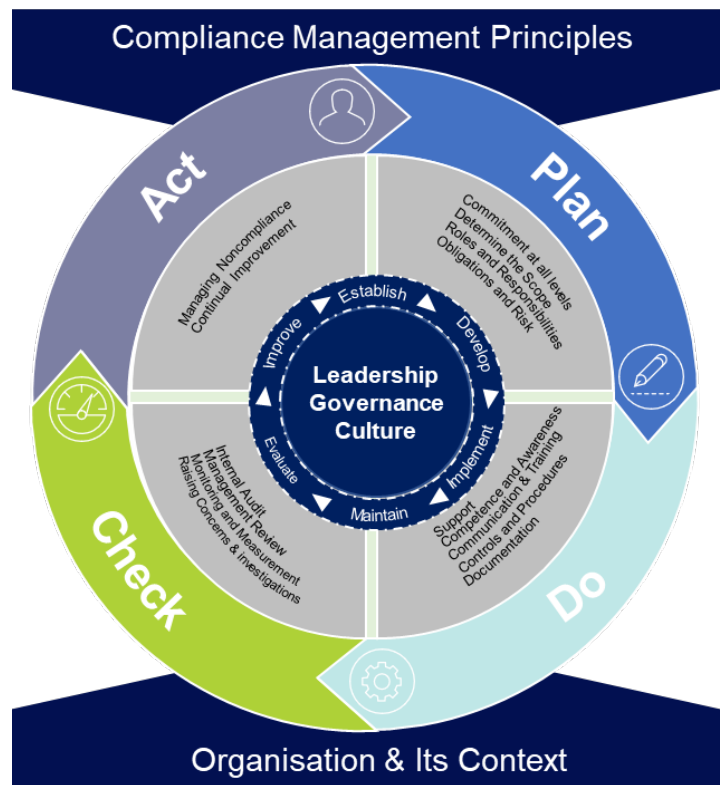 Compliance Management Principles
Act
Plan
Managing Noncompliance
Continual Improvement
Commitment at all levels
Determine the Scope
Roles and Responsibilities
Obligations and Risk
Establish
Develop
Implement
Maintain
Evaluate
Improve
Leadership
Governance
Culture
Internal Audit
Management Review
Monitoring and Measurement
Raising Concerns & investigations
Support
Competence and Awareness
Communication & Training
Controls and Procedures
Documentation
Check
Do
Organisation & Its Context